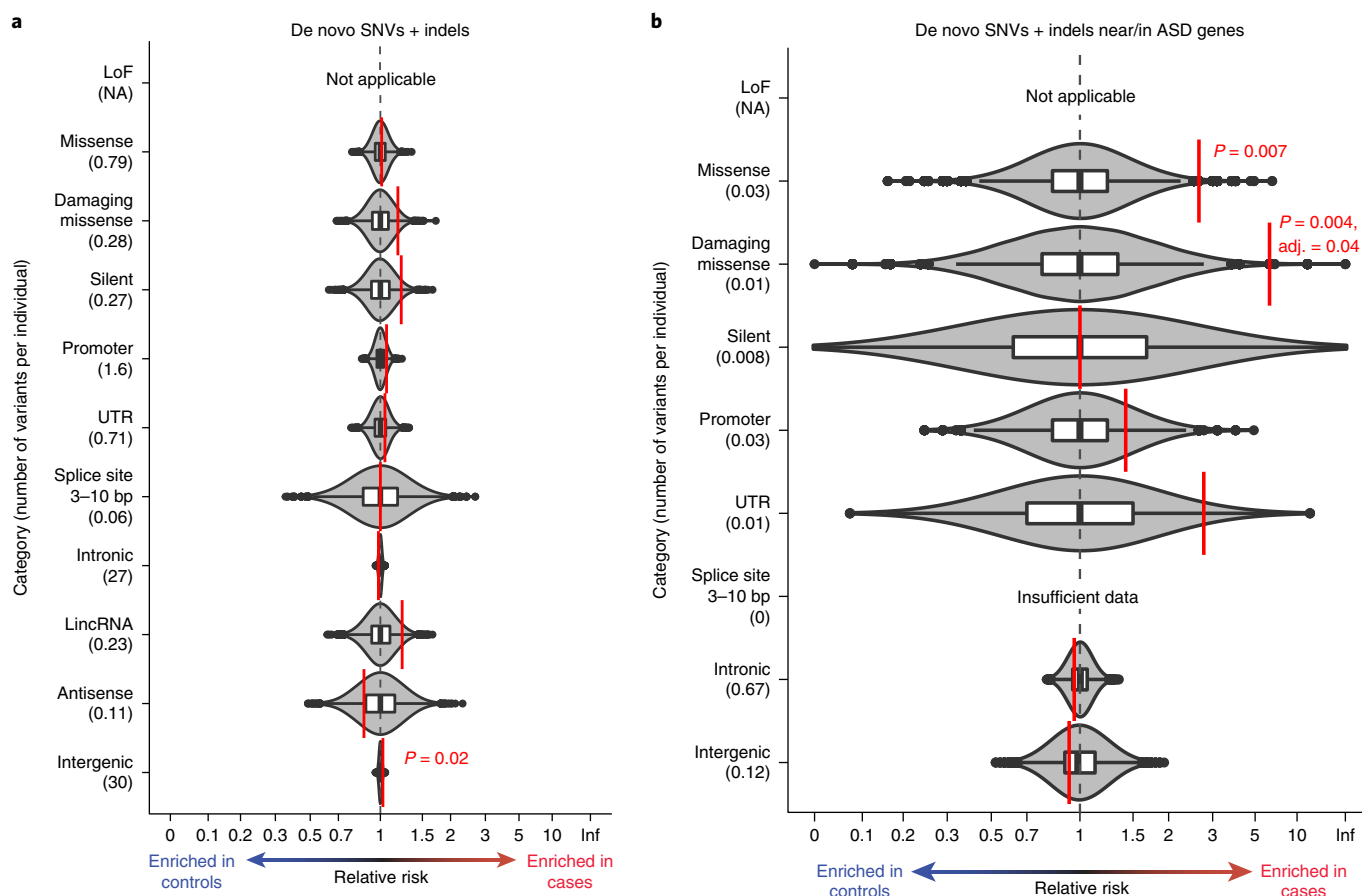 a
De novo SNVs + indels
Category (number of variants per individual)
LoF
(NA)
Not applicable
Missense
(0.79)
Damaging
missense
(0.28)
Silent
(0.27)
Promoter
(1.6)
UTR
(0.71)
Splice site
3–10 bp
(0.06)
Intronic
(27)
LincRNA
(0.23)
Antisense
(0.11)
Intergenic
(30)
P = 0.02
0 0.1 0.2 0.3 0.5 0.7 1 1.5 2 3 5 10 Inf
Enriched in
controls
Relative risk
Enriched in
cases
b
De novo SNVs + indels near/in ASD genes
Category (number of variants per individual)
LoF
(NA)
Not applicable
Missense
(0.03)
P = 0.007
Damaging
missense
(0.01)
P = 0.004,
adj. = 0.04
Silent
(0.008)
Promoter
(0.03)
UTR
(0.01)
Splice site
3–10 bp
(0)
Insufficient data
Intronic
(0.67)
Intergenic
(0.12)
0 0.1 0.2 0.3 0.5 0.7 1 1.5 2 3 5 10 Inf
Enriched in
controls
Relative risk
Enriched in
cases